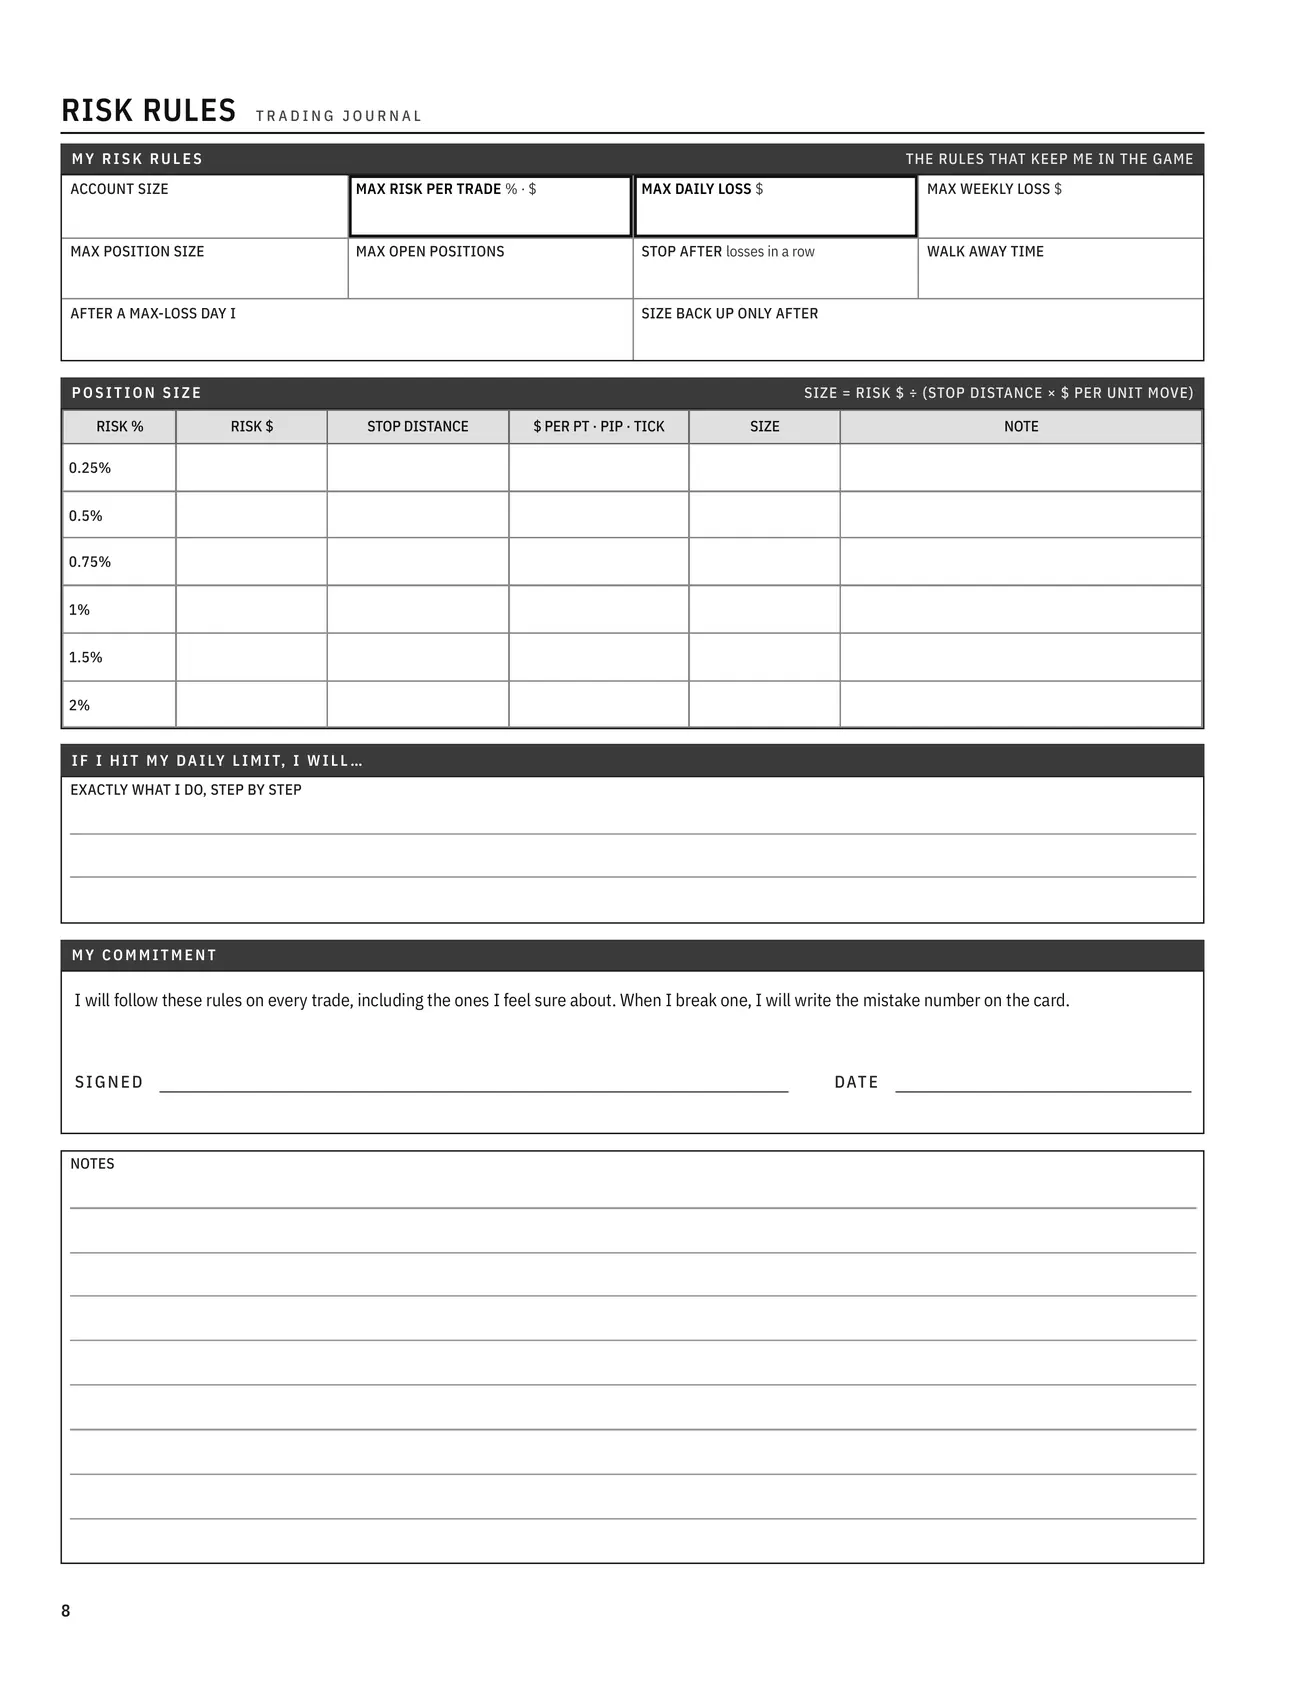 RISK RULES TRADING JOURNAL
MY RISK RULES THE RULES THAT KEEP ME IN THE GAME
ACCOUNT SIZE MAX RISK PER TRADE % · $ MAX DAILY LOSS $ MAX WEEKLY LOSS $
MAX POSITION SIZE MAX OPEN POSITIONS STOP AFTER losses in a row WALK AWAY TIME
AFTER A MAX-LOSS DAY I SIZE BACK UP ONLY AFTER
POSITION SIZE SIZE = RISK $ ÷ (STOP DISTANCE × $ PER UNIT MOVE)
RISK % RISK $ STOP DISTANCE $ PER PT · PIP · TICK SIZE NOTE
0.25%
0.5%
0.75%
1%
1.5%
2%
IF I HIT MY DAILY LIMIT, I WILL…
EXACTLY WHAT I DO, STEP BY STEP
MY COMMITMENT
I will follow these rules on every trade, including the ones I feel sure about. When I break one, I will write the mistake number on the card.
SIGNED DATE
NOTES
8